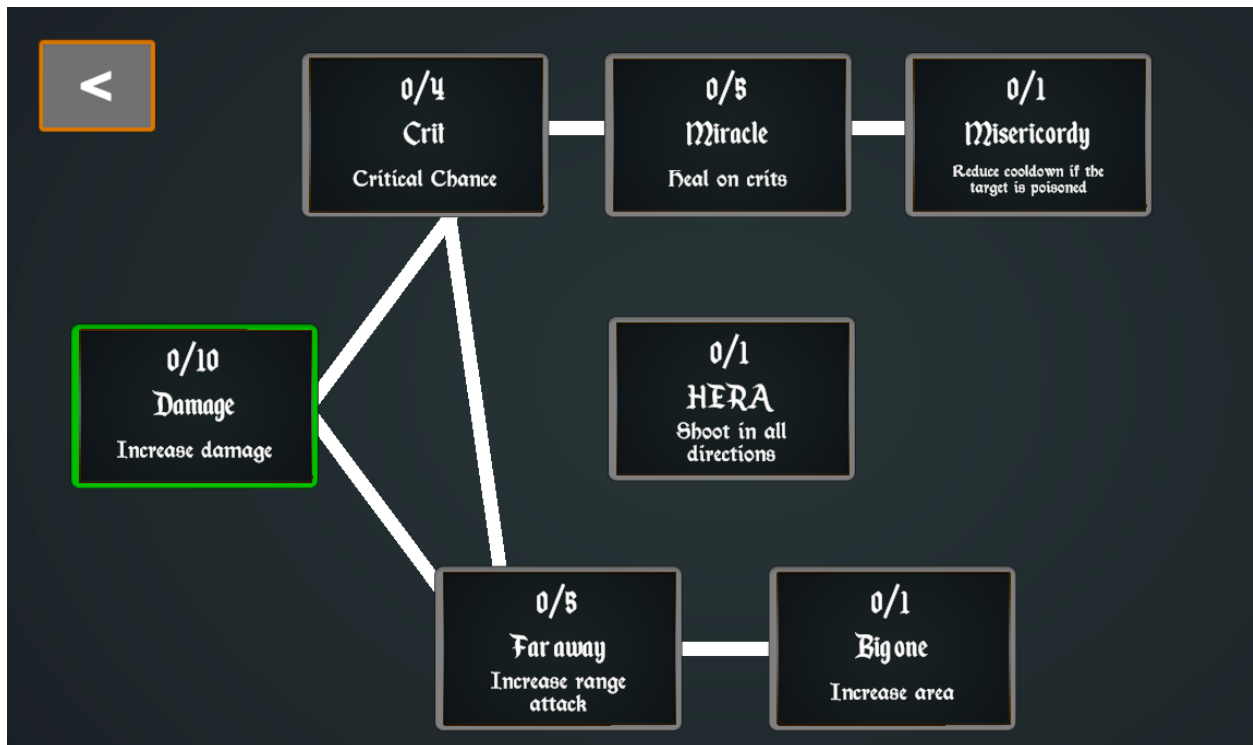 <
0/4
Crit
Critical Chance
0/5
Miracle
Heal on crits
0/1
Misericordy
Reduce cooldown if the
target is poisoned
0/10
Damage
Increase damage
0/1
HERA
Shoot in all
directions
0/5
Far away
Increase range
attack
0/1
Big one
Increase area